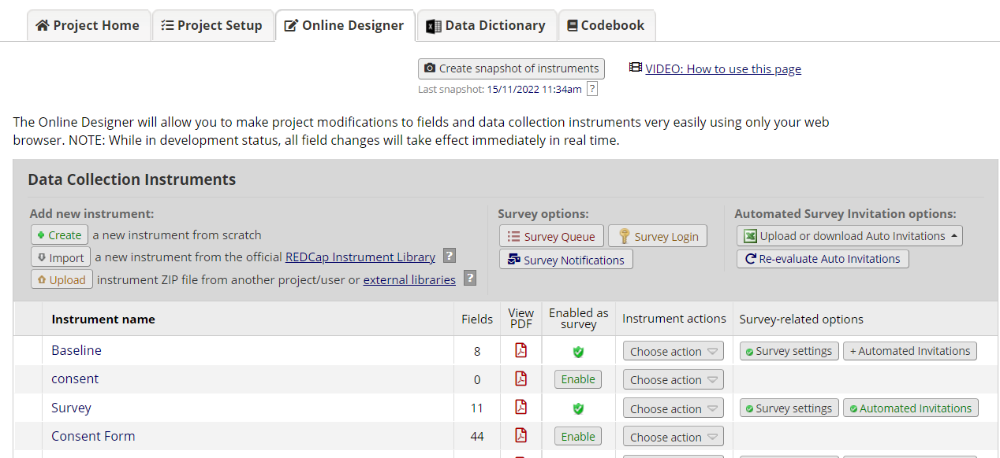 Project Home Project Setup Online Designer Data Dictionary Codebook
Create snapshot of instruments VIDEO: How to use this page
Last snapshot: 15/11/2022 11:34am ?
The Online Designer will allow you to make project modifications to fields and data collection instruments very easily using only your web
browser. NOTE: While in development status, all field changes will take effect immediately in real time.
Data Collection Instruments
Add new instrument:
Create a new instrument from scratch
Import a new instrument from the official REDCap Instrument Library ?
Upload instrument ZIP file from another project/user or external libraries ?
Survey options:
Survey Queue Survey Login
Survey Notifications
Automated Survey Invitation options:
Upload or download Auto Invitations
Re-evaluate Auto Invitations
Instrument name Fields View PDF Enabled as survey Instrument actions Survey-related options
Baseline 8 Choose action Survey settings + Automated Invitations
consent 0 Enable Choose action
Survey 11 Choose action Survey settings Automated Invitations
Consent Form 44 Enable Choose action